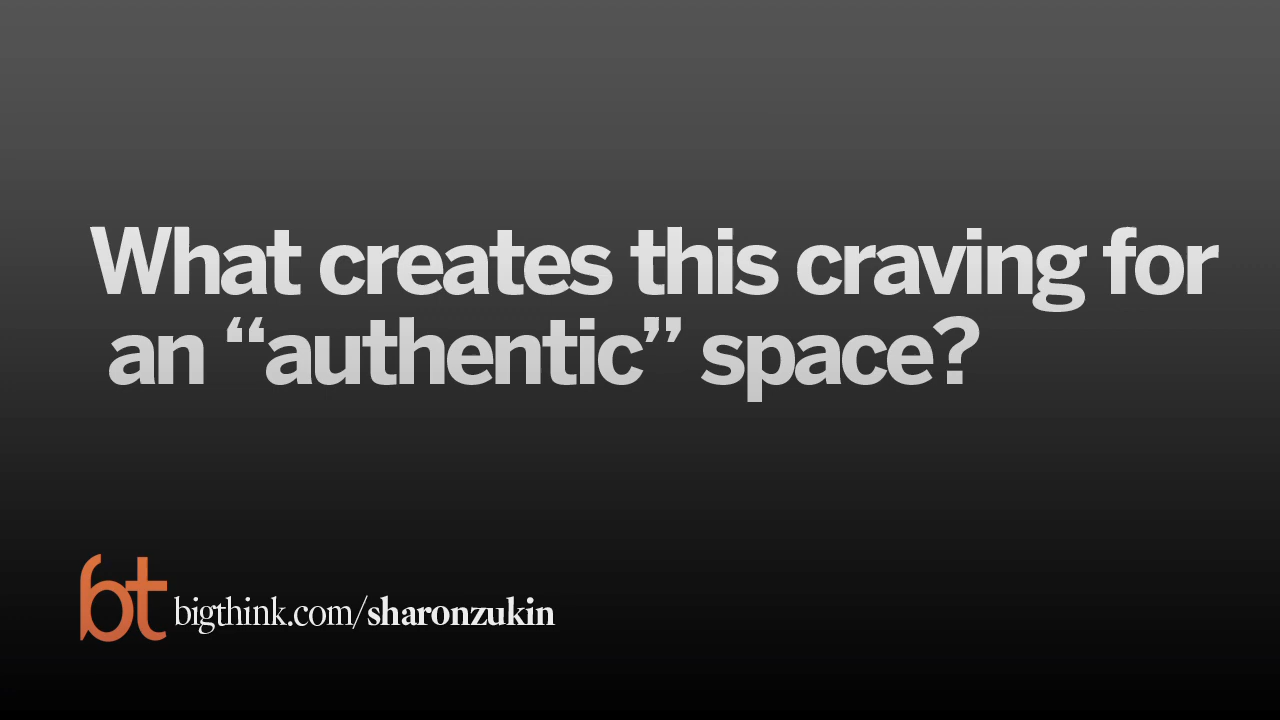 What creates this craving for
an “authentic” space?
bt bigthink.com/sharonzukin